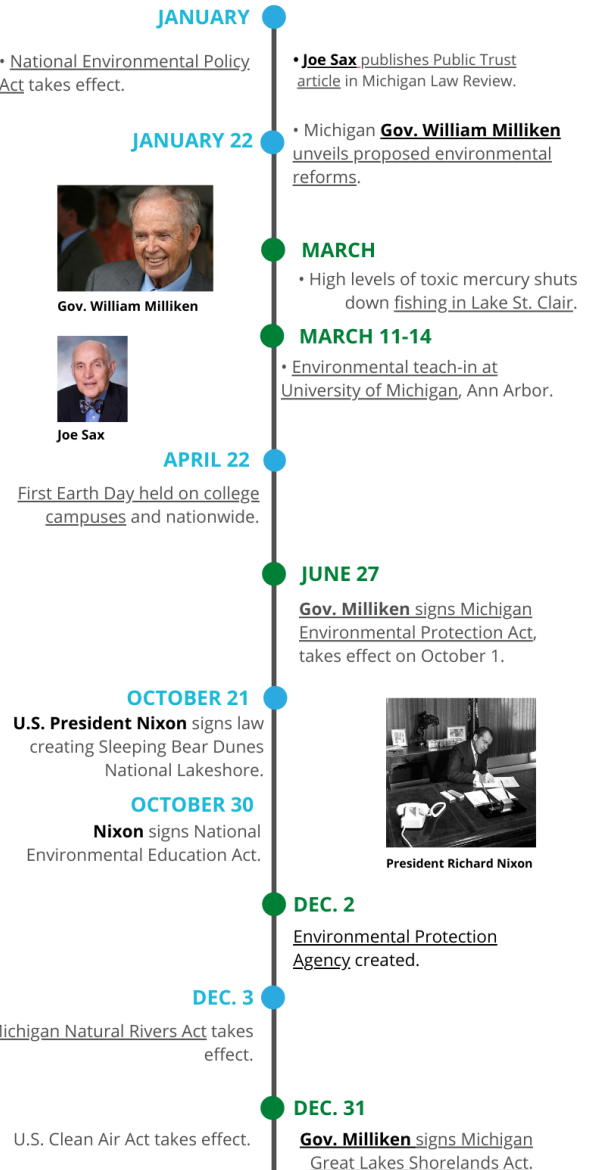 JANUARY
• National Environmental Policy
Act takes effect.
• Joe Sax publishes Public Trust
article in Michigan Law Review.
JANUARY 22
• Michigan Gov. William Milliken
unveils proposed environmental
reforms.
Gov. William Milliken
MARCH
• High levels of toxic mercury shuts
down fishing in Lake St. Clair.
MARCH 11-14
• Environmental teach-in at
University of Michigan, Ann Arbor.
Joe Sax
APRIL 22
First Earth Day held on college
campuses and nationwide.
JUNE 27
Gov. Milliken signs Michigan
Environmental Protection Act,
takes effect on October 1.
OCTOBER 21
U.S. President Nixon signs law
creating Sleeping Bear Dunes
National Lakeshore.
OCTOBER 30
Nixon signs National
Environmental Education Act.
President Richard Nixon
DEC. 2
Environmental Protection
Agency created.
DEC. 3
Michigan Natural Rivers Act takes
effect.
DEC. 31
U.S. Clean Air Act takes effect.
Gov. Milliken signs Michigan
Great Lakes Shorelands Act.